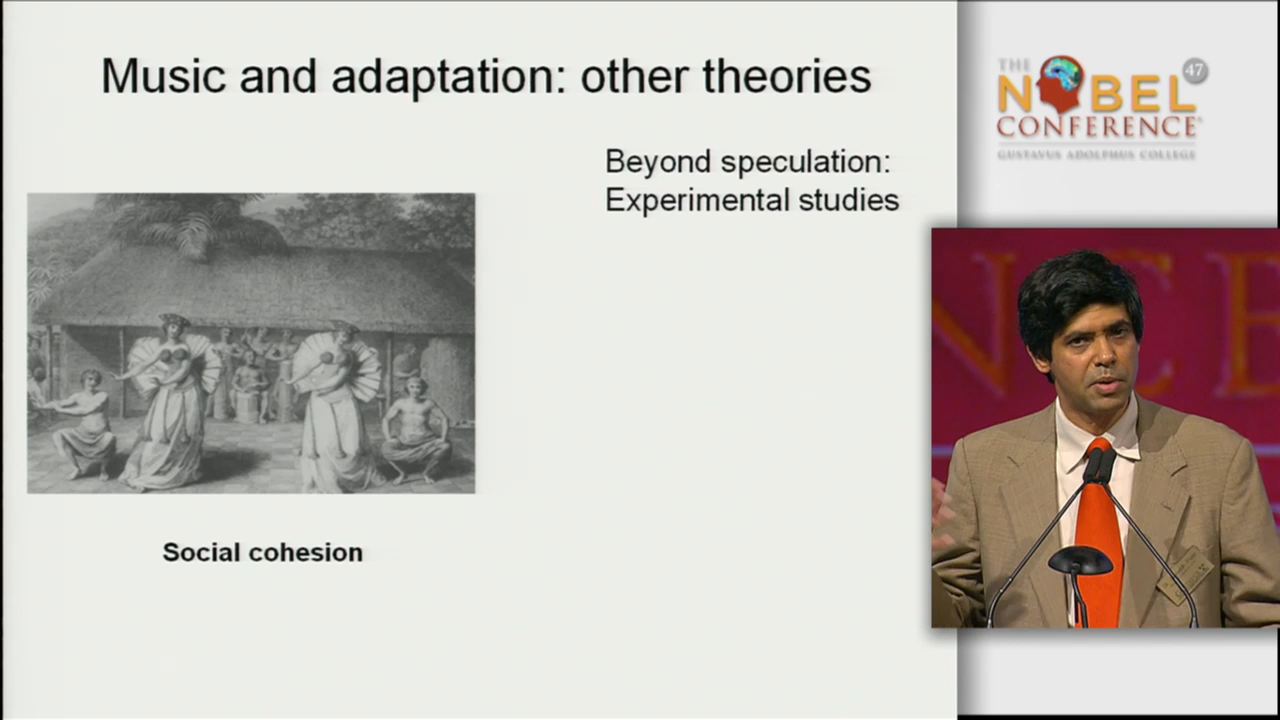 Music and adaptation: other theories
Beyond speculation:
Experimental studies
Social cohesion
THE
NOBEL
47
CONFERENCE
GUSTAVUS ADOLPHUS COLLEGE
N C E